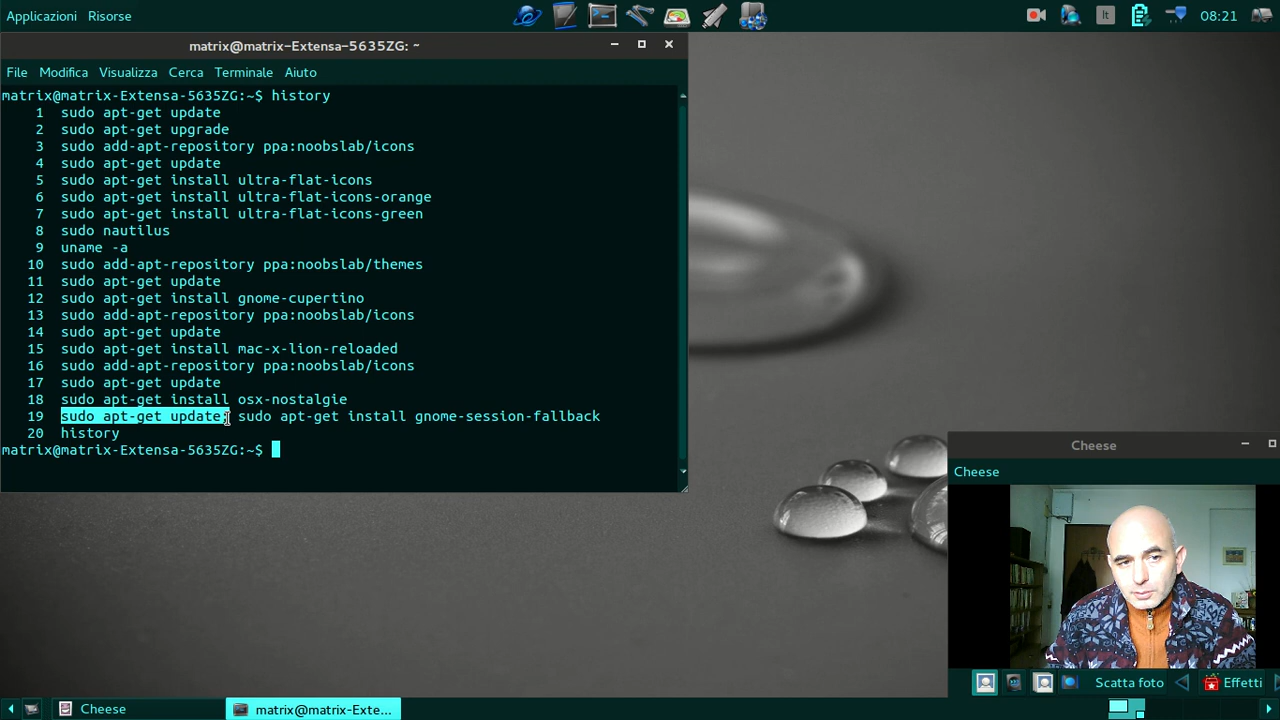 Applicazioni Risorse
It 08:21
matrix@matrix-Extensa-5635ZG: ~
File Modifica Visualizza Cerca Terminale Aiuto
matrix@matrix-Extensa-5635ZG:~$ history
1 sudo apt-get update
2 sudo apt-get upgrade
3 sudo add-apt-repository ppa:noobslab/icons
4 sudo apt-get update
5 sudo apt-get install ultra-flat-icons
6 sudo apt-get install ultra-flat-icons-orange
7 sudo apt-get install ultra-flat-icons-green
8 sudo nautilus
9 uname -a
10 sudo add-apt-repository ppa:noobslab/themes
11 sudo apt-get update
12 sudo apt-get install gnome-cupertino
13 sudo add-apt-repository ppa:noobslab/icons
14 sudo apt-get update
15 sudo apt-get install mac-x-lion-reloaded
16 sudo add-apt-repository ppa:noobslab/icons
17 sudo apt-get update
18 sudo apt-get install osx-nostalgie
19 sudo apt-get update; sudo apt-get install gnome-session-fallback
20 history
matrix@matrix-Extensa-5635ZG:~$
Cheese
Cheese
Scatta foto Effetti
Cheese
matrix@matrix-Exte...